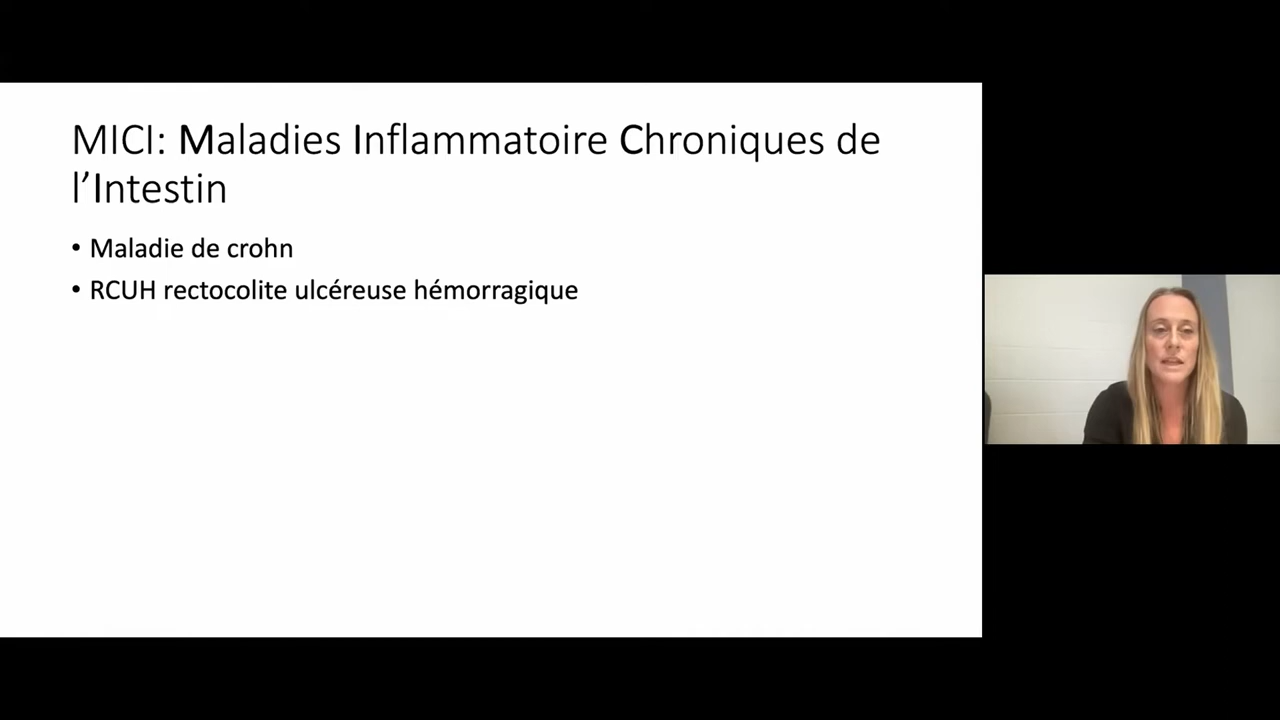 MICI: Maladies Inflammatoire Chroniques de
l’Intestin
• Maladie de crohn
• RCUH rectocolite ulcéreuse hémorragique